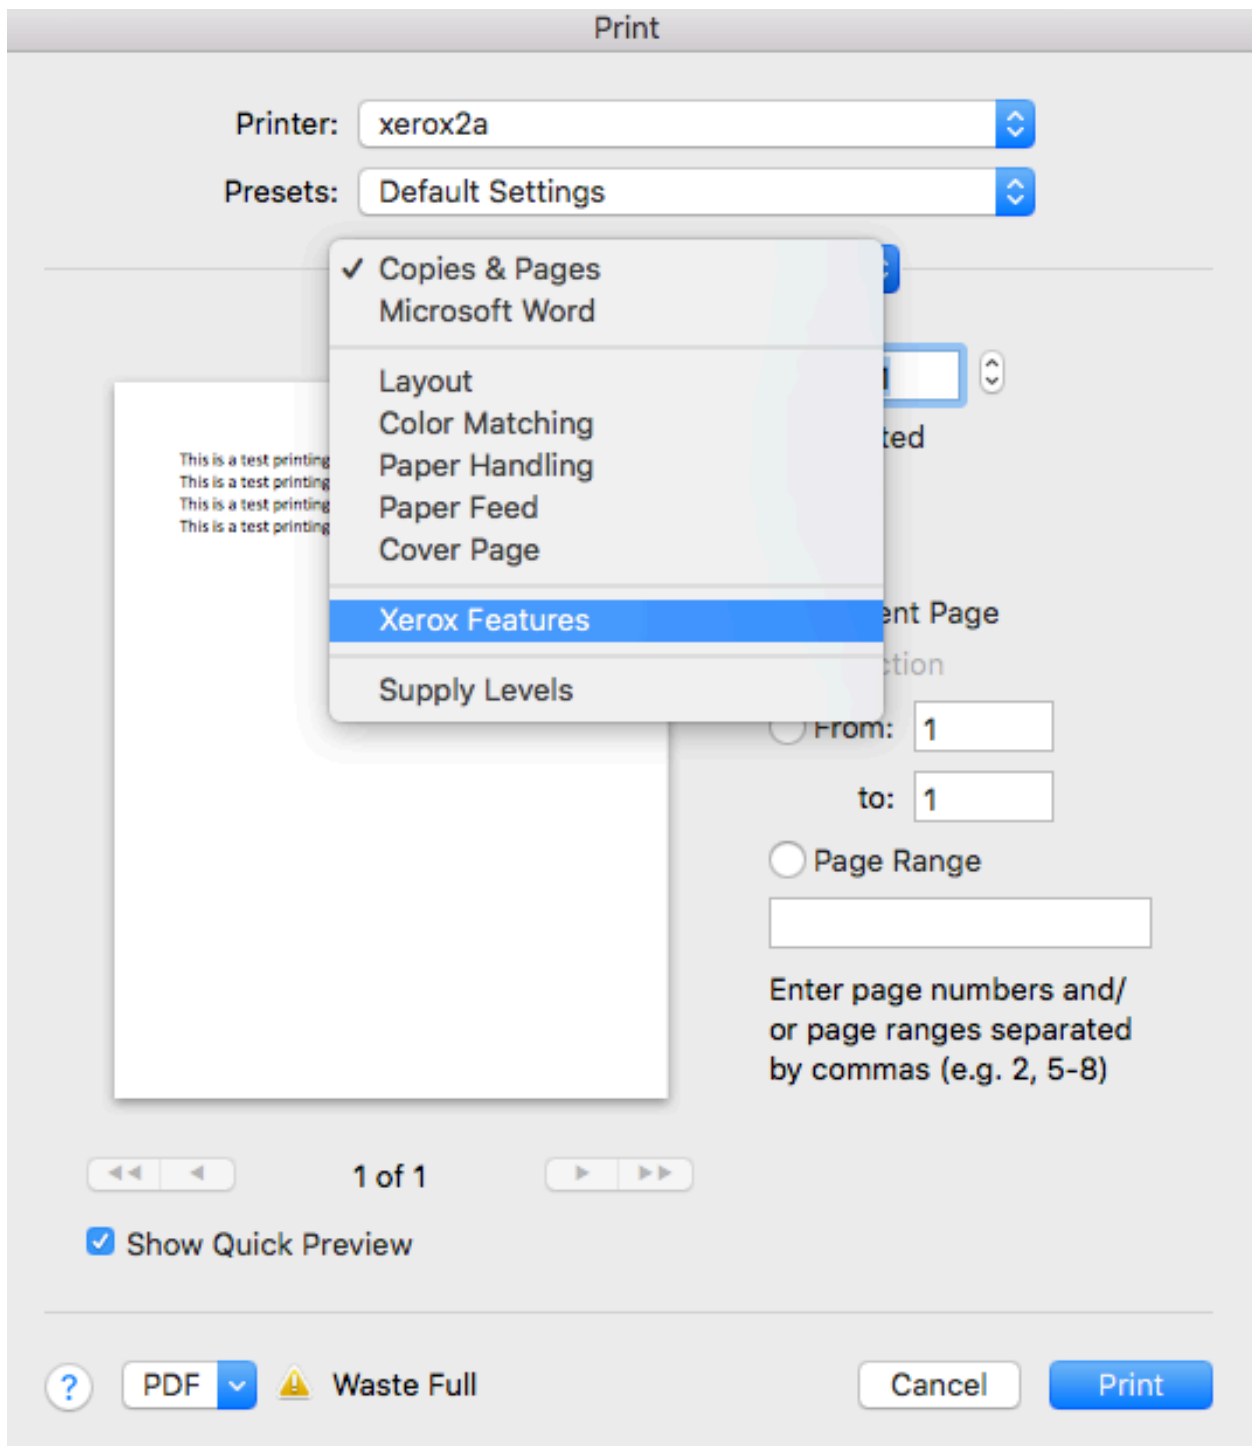 Print
Printer: xerox2a
Presets: Default Settings
✓ Copies & Pages
Microsoft Word
Layout
Color Matching
Paper Handling
Paper Feed
Cover Page
Xerox Features
Supply Levels
This is a test printing
This is a test printing
This is a test printing
This is a test printing
Page
From: 1
to: 1
Page Range
Enter page numbers and/
or page ranges separated
by commas (e.g. 2, 5-8)
1 of 1
Show Quick Preview
? PDF Waste Full Cancel Print